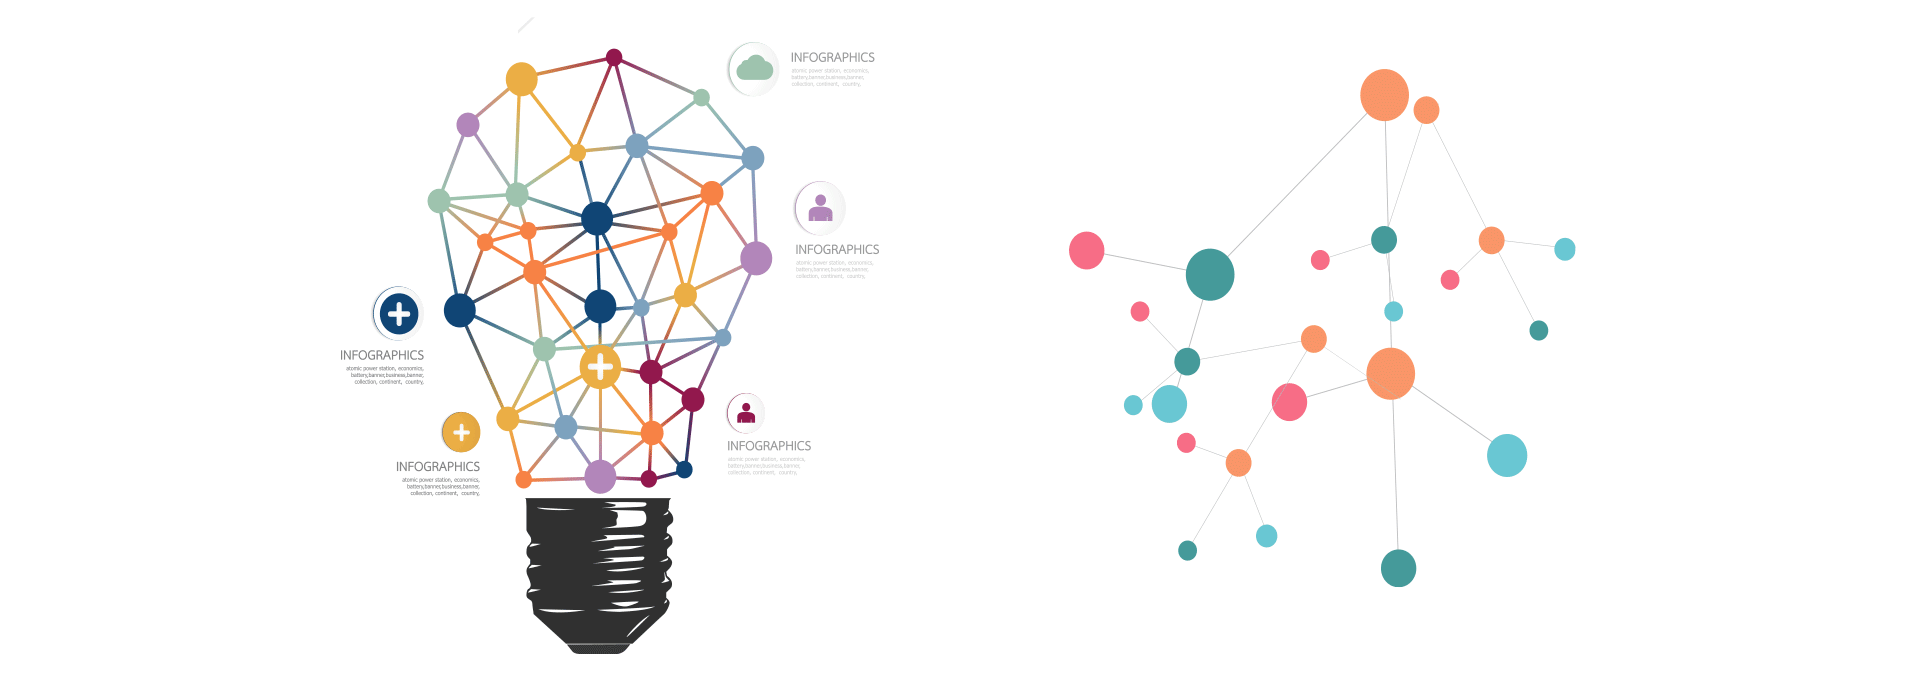 INFOGRAPHICS
atomic power station, economics,
battery,banner,business,banner,
collection, continent, country,
INFOGRAPHICS
atomic power station, economics,
battery,banner,business,banner,
collection, continent, country,
INFOGRAPHICS
atomic power station, economics,
battery,banner,business,banner,
collection, continent, country,
INFOGRAPHICS
atomic power station, economics,
battery,banner,business,banner,
collection, continent, country,
INFOGRAPHICS
atomic power station, economics,
battery,banner,business,banner,
collection, continent, country,